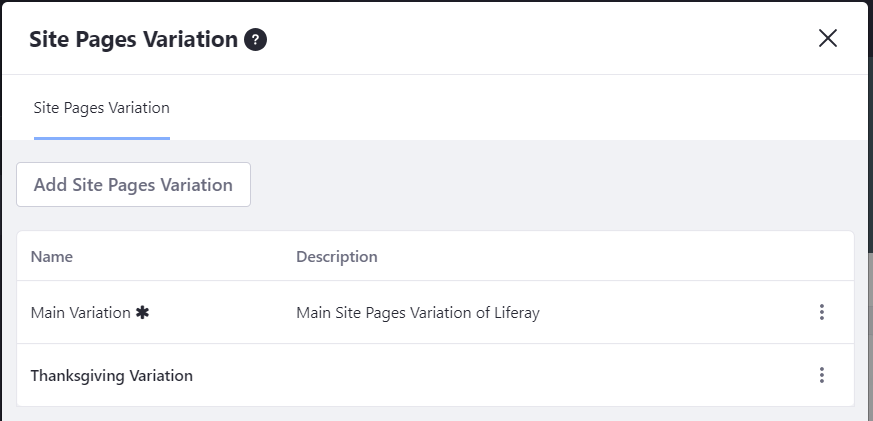 Site Pages Variation ?
Site Pages Variation
Add Site Pages Variation
Name Description
Main Variation ✱ Main Site Pages Variation of Liferay
Thanksgiving Variation